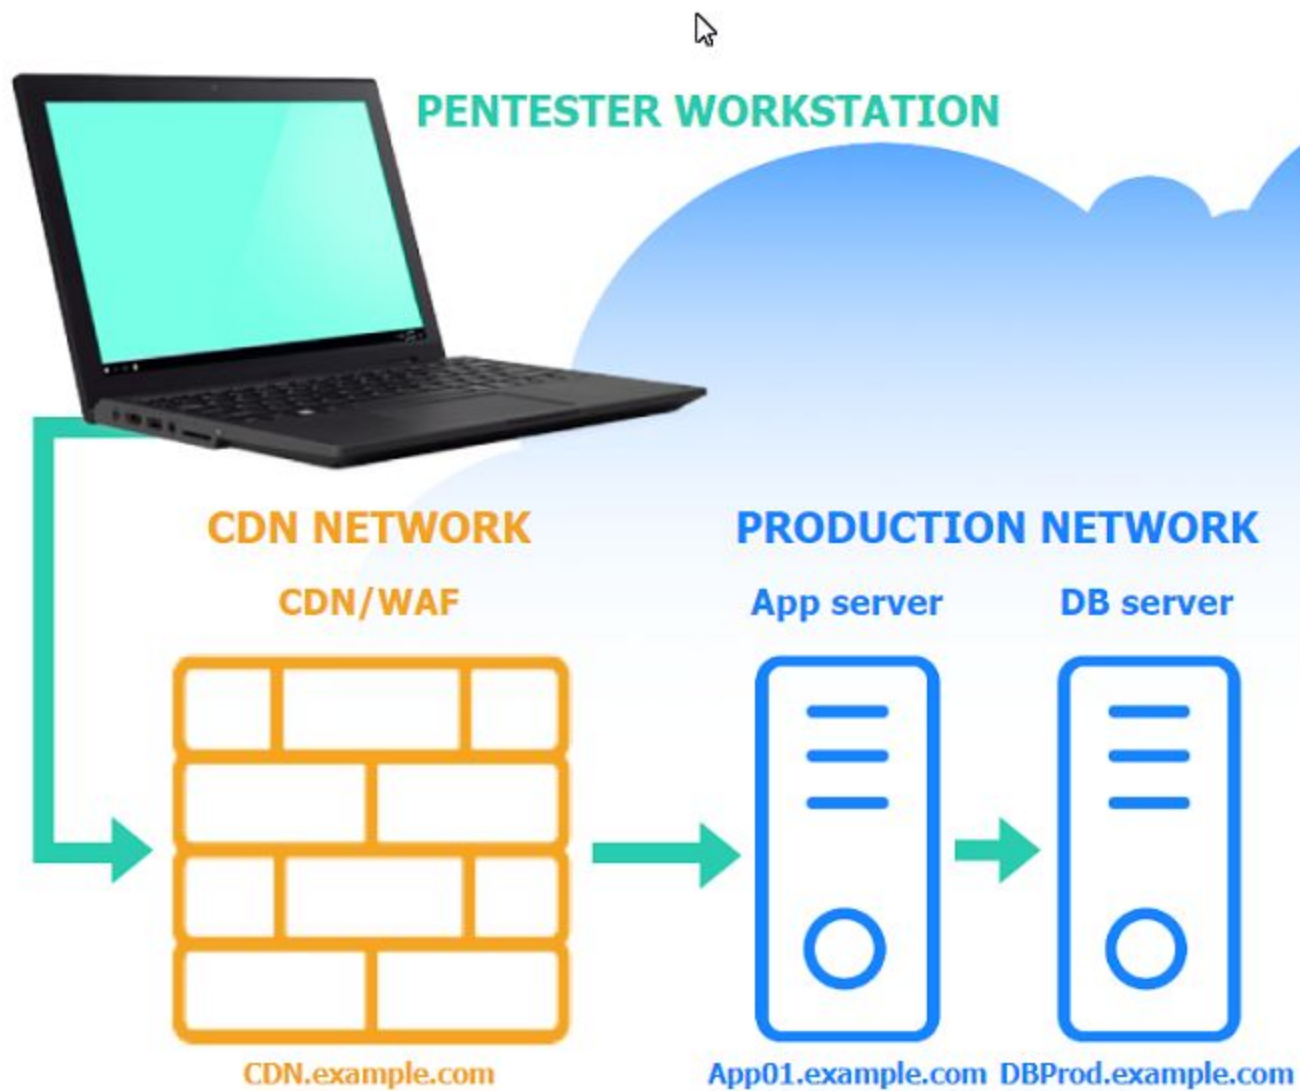 PENTESTER WORKSTATION
CDN NETWORK
PRODUCTION NETWORK
CDN/WAF
App server
DB server
CDN.example.com
App01.example.com
DBProd.example.com